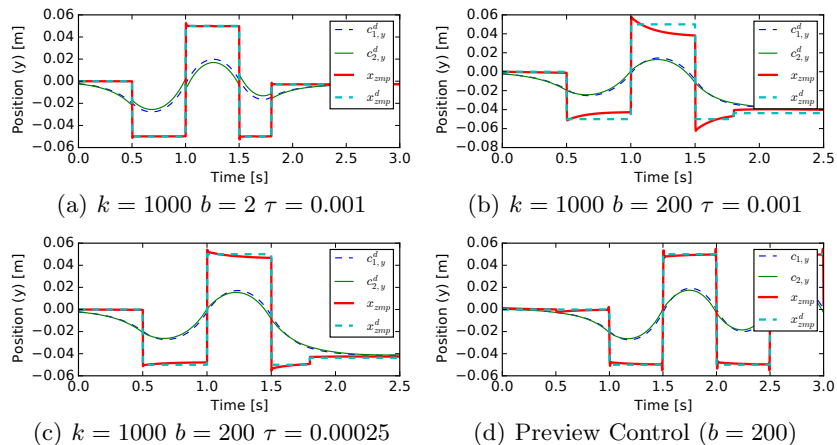 0.06
0.04
0.02
0.00
−0.02
−0.04
−0.06
Position (y) [m]
0.0 0.5 1.0 1.5 2.0 2.5 3.0
Time [s]
c^d_{1,y}
c^d_{2,y}
x_{zmp}
x^d_{zmp}
(a) k = 1000 b = 2 τ = 0.001
0.06
0.04
0.02
0.00
−0.02
−0.04
−0.06
−0.08
Position (y) [m]
0.0 0.5 1.0 1.5 2.0 2.5
Time [s]
c^d_{1,y}
c^d_{2,y}
x_{zmp}
x^d_{zmp}
(b) k = 1000 b = 200 τ = 0.001
0.06
0.04
0.02
0.00
−0.02
−0.04
−0.06
Position (y) [m]
0.0 0.5 1.0 1.5 2.0 2.5
Time [s]
c^d_{1,y}
c^d_{2,y}
x_{zmp}
x^d_{zmp}
(c) k = 1000 b = 200 τ = 0.00025
0.06
0.04
0.02
0.00
−0.02
−0.04
−0.06
Position (y) [m]
0.0 0.5 1.0 1.5 2.0 2.5 3.0
Time [s]
c_{1,y}
c_{2,y}
x_{zmp}
x^d_{zmp}
(d) Preview Control (b = 200)